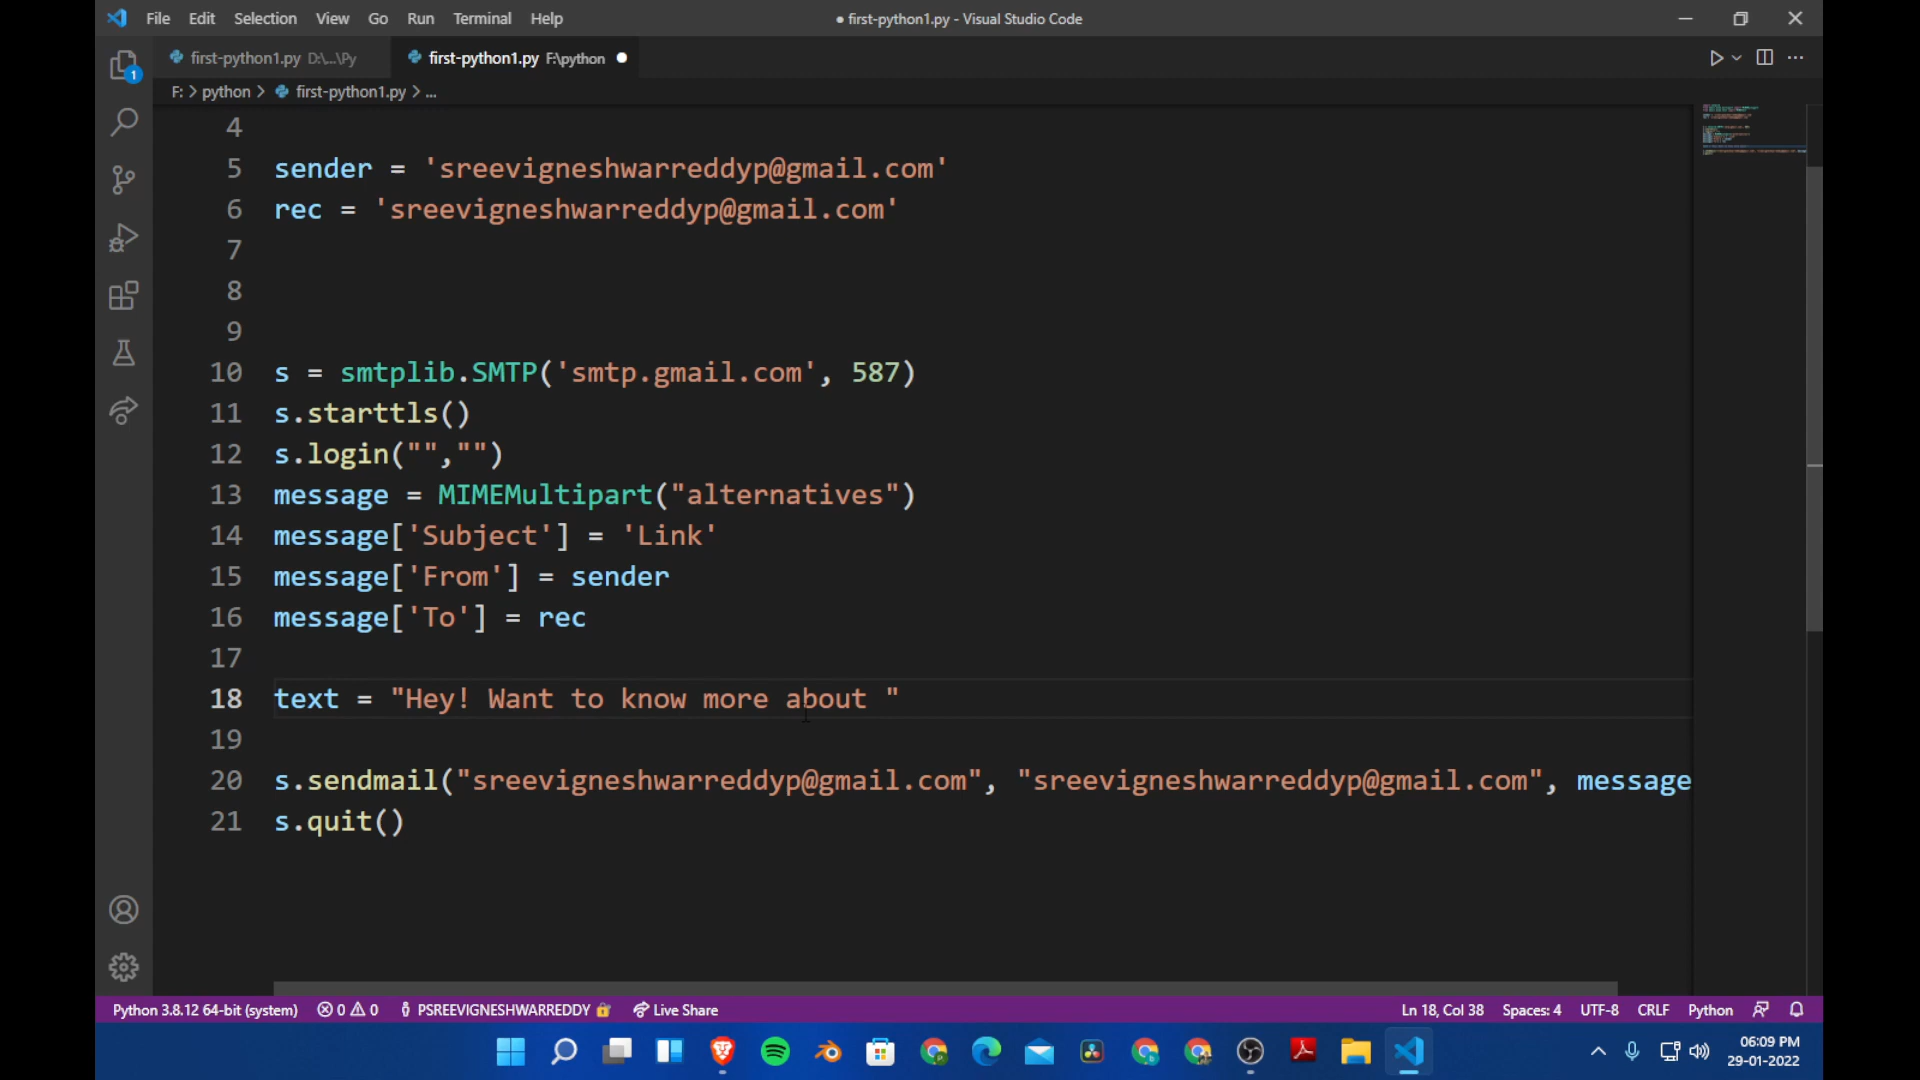 File Edit Selection View Go Run Terminal Help
● first-python1.py - Visual Studio Code
first-python1.py D:\...\Py
first-python1.py F:\python
F: > python > first-python1.py > ...
1
4
5 sender = 'sreevigneshwarreddyp@gmail.com'
6 rec = 'sreevigneshwarreddyp@gmail.com'
7
8
9
10 s = smtplib.SMTP('smtp.gmail.com', 587)
11 s.starttls()
12 s.login("","")
13 message = MIMEMultipart("alternatives")
14 message['Subject'] = 'Link'
15 message['From'] = sender
16 message['To'] = rec
17
18 text = "Hey! Want to know more about "
19
20 s.sendmail("sreevigneshwarreddyp@gmail.com", "sreevigneshwarreddyp@gmail.com", message
21 s.quit()
Python 3.8.12 64-bit (system) 0 0 PSREEVIGNESHWARREDDY Live Share Ln 18, Col 38 Spaces: 4 UTF-8 CRLF Python
06:09 PM
29-01-2022